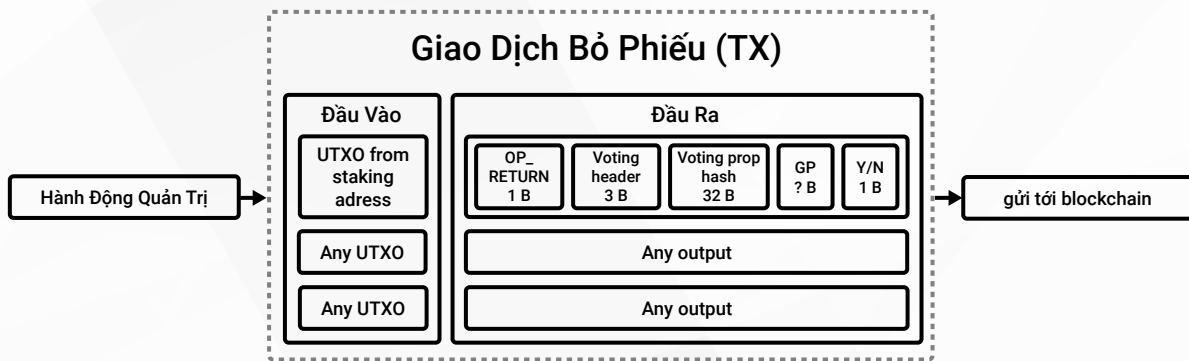 Giao Dịch Bỏ Phiếu (TX)
Hành Động Quản Trị
Đầu Vào
UTXO from
staking
adress
Any UTXO
Any UTXO
Đầu Ra
OP_
RETURN
1 B
Voting
header
3 B
Voting prop
hash
32 B
GP
? B
Y/N
1 B
Any output
Any output
gửi tới blockchain